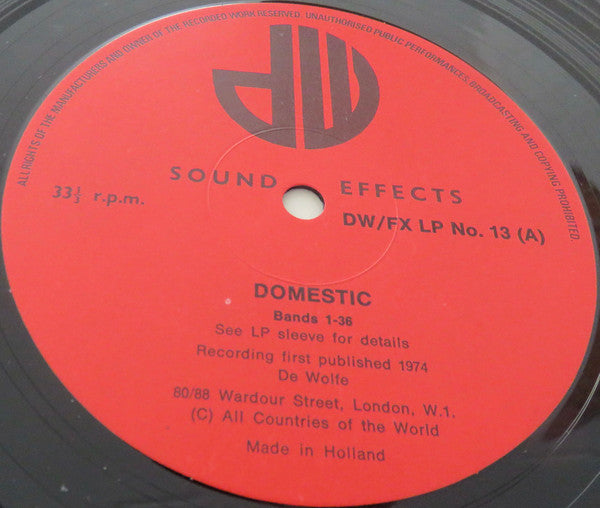 ALL RIGHTS OF THE MANUFACTURERS AND OWNER OF THE RECORDED WORK RESERVED. UNAUTHORISED PUBLIC PERFORMANCES, BROADCASTING AND COPYING PROHIBITED.
dW
SOUND EFFECTS
33⅓ r.p.m.
DW/FX LP No. 13 (A)
DOMESTIC
Bands 1-36
See LP sleeve for details
Recording first published 1974
De Wolfe
80/88 Wardour Street, London, W.1.
(C) All Countries of the World
Made in Holland